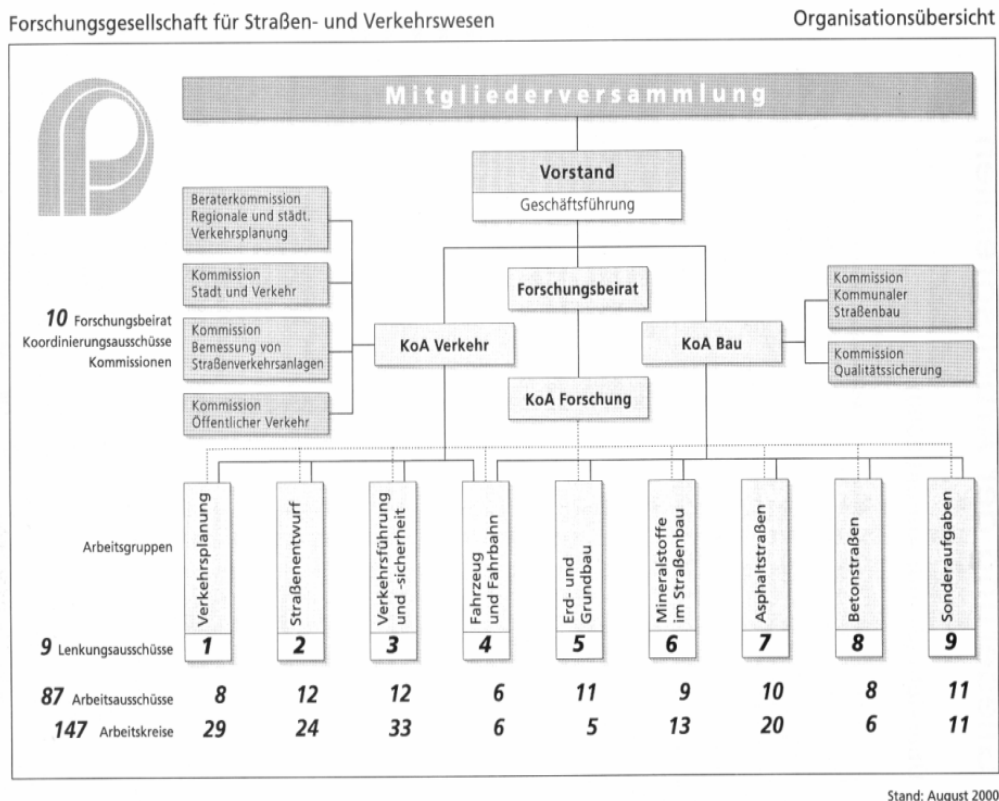 Forschungsgesellschaft für Straßen- und Verkehrswesen
Organisationsübersicht
Mitgliederversammlung
Vorstand
Geschäftsführung
Beraterkommission
Regionale und städt.
Verkehrsplanung
Kommission
Stadt und Verkehr
Kommission
Bemessung von
Straßenverkehrsanlagen
Kommission
Öffentlicher Verkehr
10 Forschungsbeirat
Koordinierungsausschüsse
Kommissionen
KoA Verkehr
Forschungsbeirat
KoA Forschung
KoA Bau
Kommission
Kommunaler
Straßenbau
Kommission
Qualitätssicherung
Arbeitsgruppen
Verkehrsplanung
Straßenentwurf
Verkehrsführung
und -sicherheit
Fahrzeug
und Fahrbahn
Erd- und
Grundbau
Mineralstoffe
im Straßenbau
Asphaltstraßen
Betonstraßen
Sonderaufgaben
9 Lenkungsausschüsse 1 2 3 4 5 6 7 8 9
87 Arbeitsausschüsse 8 12 12 6 11 9 10 8 11
147 Arbeitskreise 29 24 33 6 5 13 20 6 11
Stand: August 2000